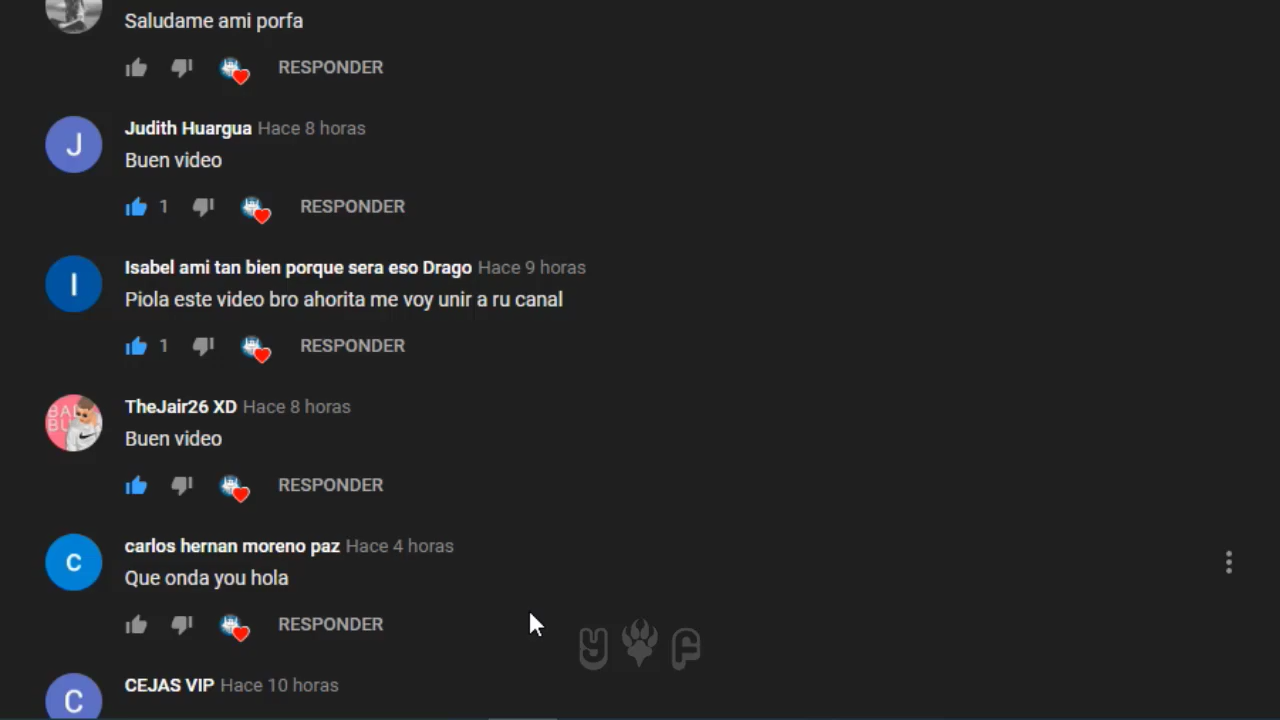 Saludame ami porfa
RESPONDER
J
Judith Huargua Hace 8 horas
Buen video
1 RESPONDER
I
Isabel ami tan bien porque sera eso Drago Hace 9 horas
Piola este video bro ahorita me voy unir a ru canal
1 RESPONDER
BAD
BU
TheJair26 XD Hace 8 horas
Buen video
RESPONDER
C
carlos hernan moreno paz Hace 4 horas
Que onda you hola
RESPONDER
y f
C
CEJAS VIP Hace 10 horas